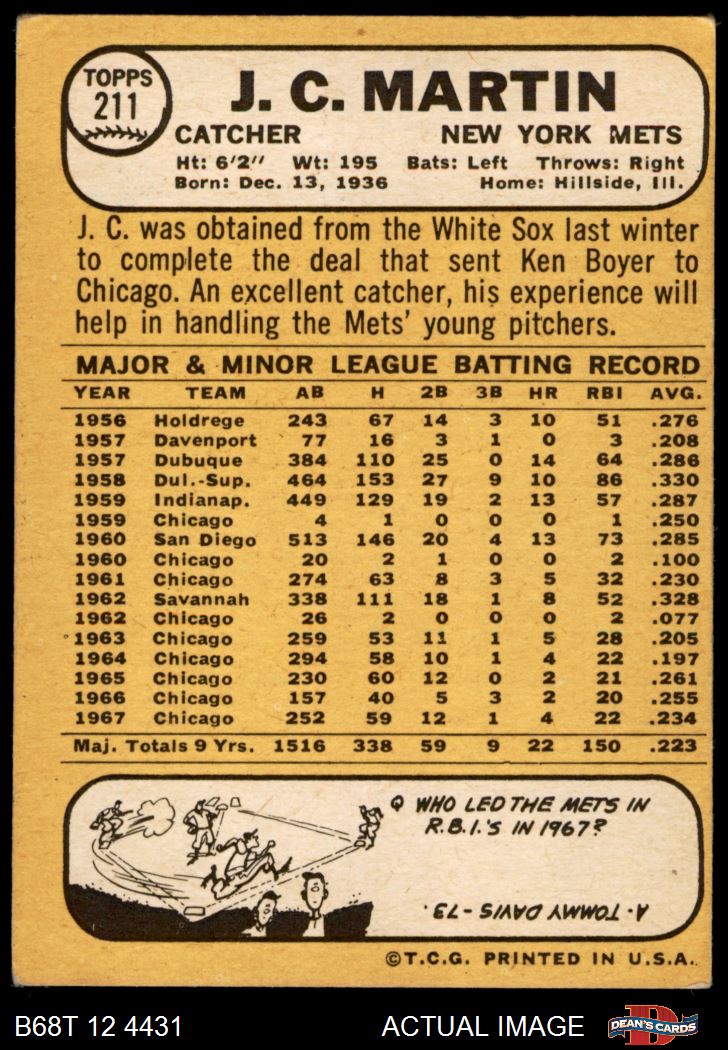 TOPPS
211
J. C. MARTIN
CATCHER NEW YORK METS
Ht: 6'2" Wt: 195 Bats: Left Throws: Right
Born: Dec. 13, 1936 Home: Hillside, Ill.
J. C. was obtained from the White Sox last winter
to complete the deal that sent Ken Boyer to
Chicago. An excellent catcher, his experience will
help in handling the Mets' young pitchers.
MAJOR & MINOR LEAGUE BATTING RECORD
YEAR TEAM AB H 2B 3B HR RBI AVG.
1956 Holdrege 243 67 14 3 10 51 .276
1957 Davenport 77 16 3 1 0 3 .208
1957 Dubuque 384 110 25 0 14 64 .286
1958 Dul.-Sup. 464 153 27 9 10 86 .330
1959 Indianap. 449 129 19 2 13 57 .287
1959 Chicago 4 1 0 0 0 1 .250
1960 San Diego 513 146 20 4 13 73 .285
1960 Chicago 20 2 1 0 0 2 .100
1961 Chicago 274 63 8 3 5 32 .230
1962 Savannah 338 111 18 1 8 52 .328
1962 Chicago 26 2 0 0 0 2 .077
1963 Chicago 259 53 11 1 5 28 .205
1964 Chicago 294 58 10 1 4 22 .197
1965 Chicago 230 60 12 0 2 21 .261
1966 Chicago 157 40 5 3 2 20 .255
1967 Chicago 252 59 12 1 4 22 .234
Maj. Totals 9 Yrs. 1516 338 59 9 22 150 .223
Q WHO LED THE METS IN
R.B.I.'S IN 1967?
A. TOMMY DAVIS - 73.
©T.C.G. PRINTED IN U.S.A.
B68T 12 4431 ACTUAL IMAGE D DEAN'S CARDS